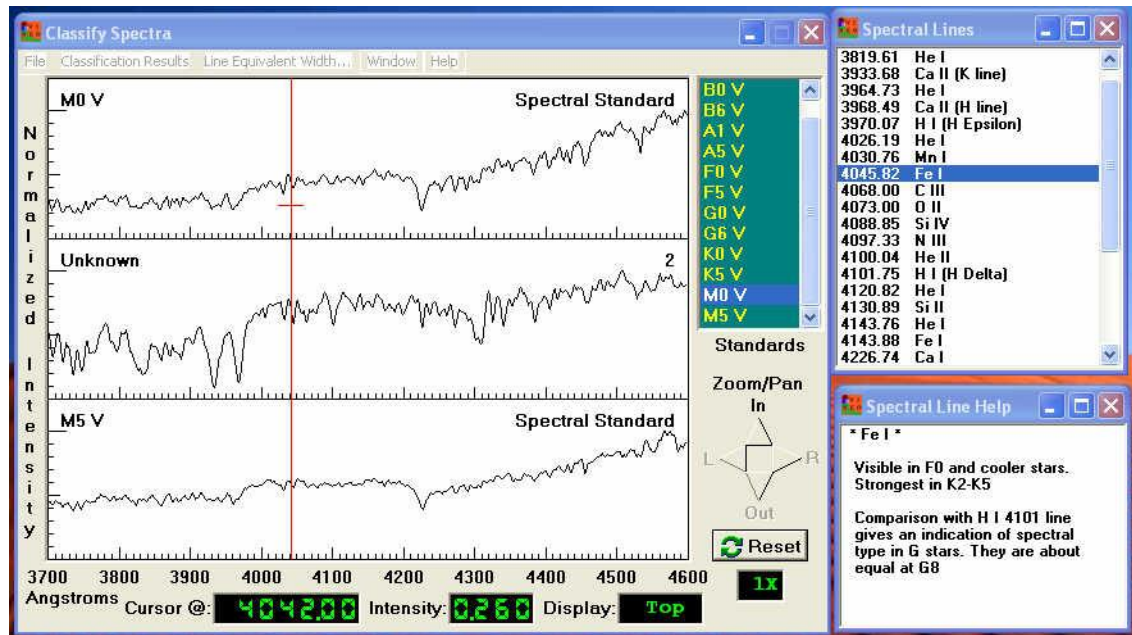 Classify Spectra
File Classification Results Line Equivalent Width... Window Help
Normalized Intensity
M0 V Spectral Standard
Unknown 2
M5 V Spectral Standard
3700 3800 3900 4000 4100 4200 4300 4400 4500 4600
Angstroms Cursor @: 4042.00 Intensity: 0.260 Display: Top
B0 V
B6 V
A1 V
A5 V
F0 V
F5 V
G0 V
G6 V
K0 V
K5 V
M0 V
M5 V
Standards
Zoom/Pan
In
L R
Out
Reset
1X
Spectral Lines
3819.61 He I
3933.68 Ca II (K line)
3964.73 He I
3968.49 Ca II (H line)
3970.07 H I (H Epsilon)
4026.19 He I
4030.76 Mn I
4045.82 Fe I
4068.00 C III
4073.00 O II
4088.85 Si IV
4097.33 N III
4100.04 He II
4101.75 H I (H Delta)
4120.82 He I
4130.89 Si II
4143.76 He I
4143.88 Fe I
4226.74 Ca I
Spectral Line Help
* Fe I *
Visible in F0 and cooler stars.
Strongest in K2-K5
Comparison with H I 4101 line
gives an indication of spectral
type in G stars. They are about
equal at G8